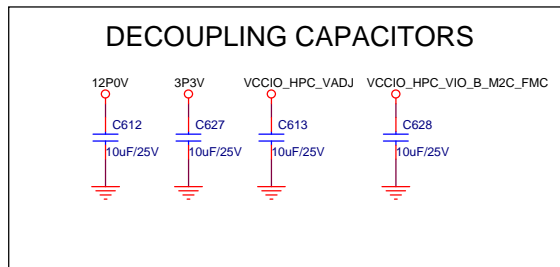 DECOUPLING CAPACITORS
12P0V 3P3V VCCIO_HPC_VADJ VCCIO_HPC_VIO_B_M2C_FMC
C612 C627 C613 C628
10uF/25V 10uF/25V 10uF/25V 10uF/25V